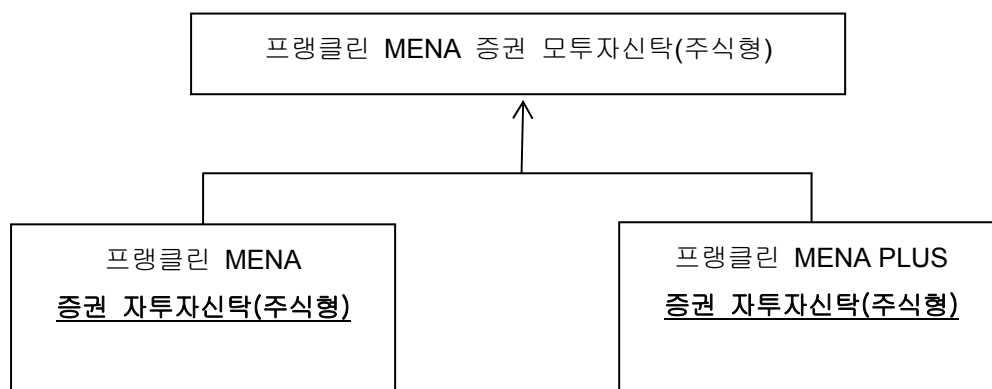 프랭클린 MENA 증권 모투자신탁(주식형)
프랭클린 MENA
증권 자투자신탁(주식형)
프랭클린 MENA PLUS
증권 자투자신탁(주식형)